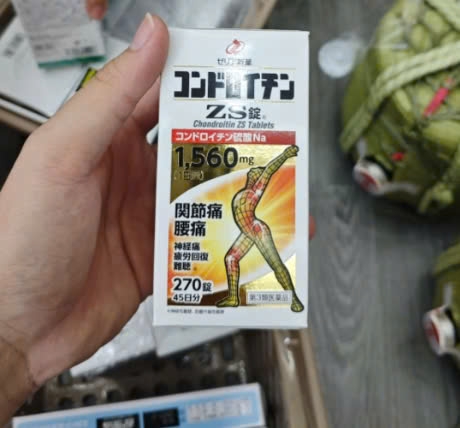 ゼリア新薬
コンドロイチン
ZS錠
Chondroitin ZS Tablets
コンドロイチン硫酸Na
1,560mg
関節痛
腰痛
神経痛
疲労回復
難聴
270錠
45日分
第3類医薬品